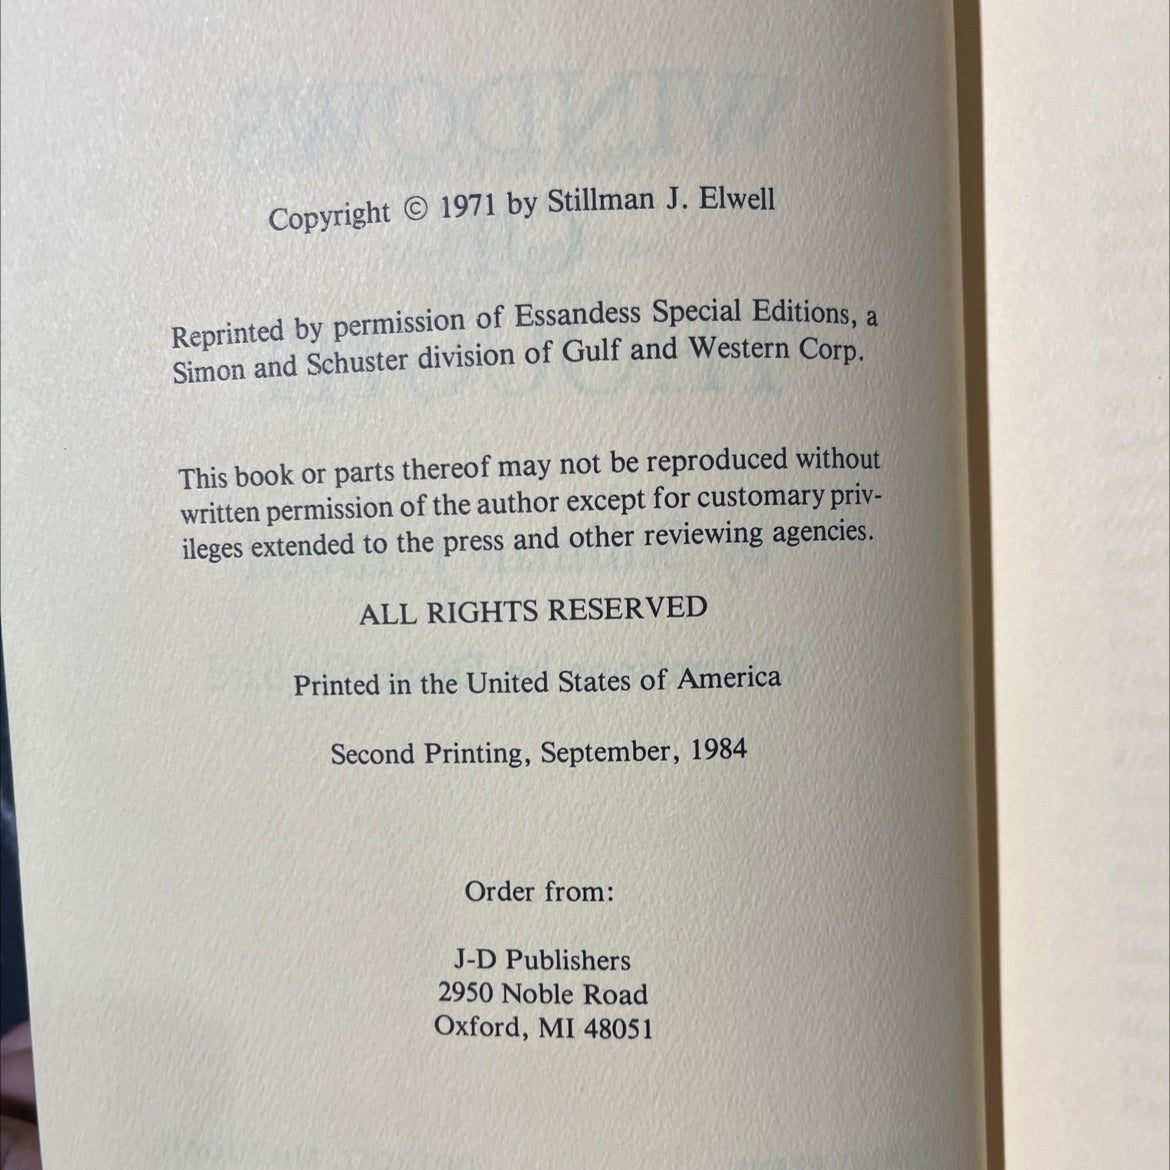 Copyright © 1971 by Stillman J. Elwell
Reprinted by permission of Essandess Special Editions, a
Simon and Schuster division of Gulf and Western Corp.
This book or parts thereof may not be reproduced without
written permission of the author except for customary priv-
ileges extended to the press and other reviewing agencies.
ALL RIGHTS RESERVED
Printed in the United States of America
Second Printing, September, 1984
Order from:
J-D Publishers
2950 Noble Road
Oxford, MI 48051